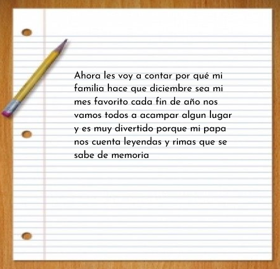 Ahora les voy a contar por qué mi
familia hace que diciembre sea mi
mes favorito cada fin de año nos
vamos todos a acampar algun lugar
y es muy divertido porque mi papa
nos cuenta leyendas y rimas que se
sabe de memoria